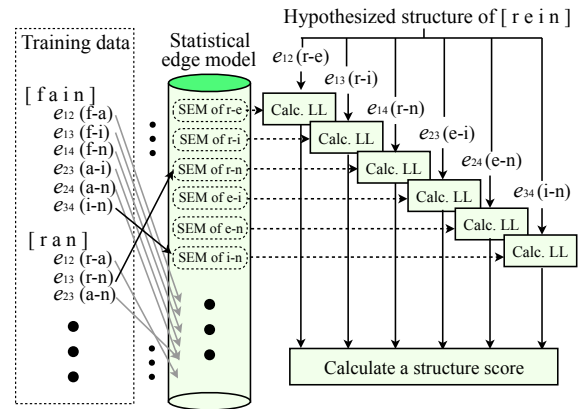 Training data
[ f a i n ]
e12 (f-a)
e13 (f-i)
e14 (f-n)
e23 (a-i)
e24 (a-n)
e34 (i-n)
[ r a n ]
e12 (r-a)
e13 (r-n)
e23 (a-n)
Statistical
edge model
SEM of r-e
SEM of r-i
SEM of r-n
SEM of e-i
SEM of e-n
SEM of i-n
Hypothesized structure of [ r e i n ]
e12 (r-e)
e13 (r-i)
e14 (r-n)
e23 (e-i)
e24 (e-n)
e34 (i-n)
Calc. LL
Calc. LL
Calc. LL
Calc. LL
Calc. LL
Calc. LL
Calculate a structure score